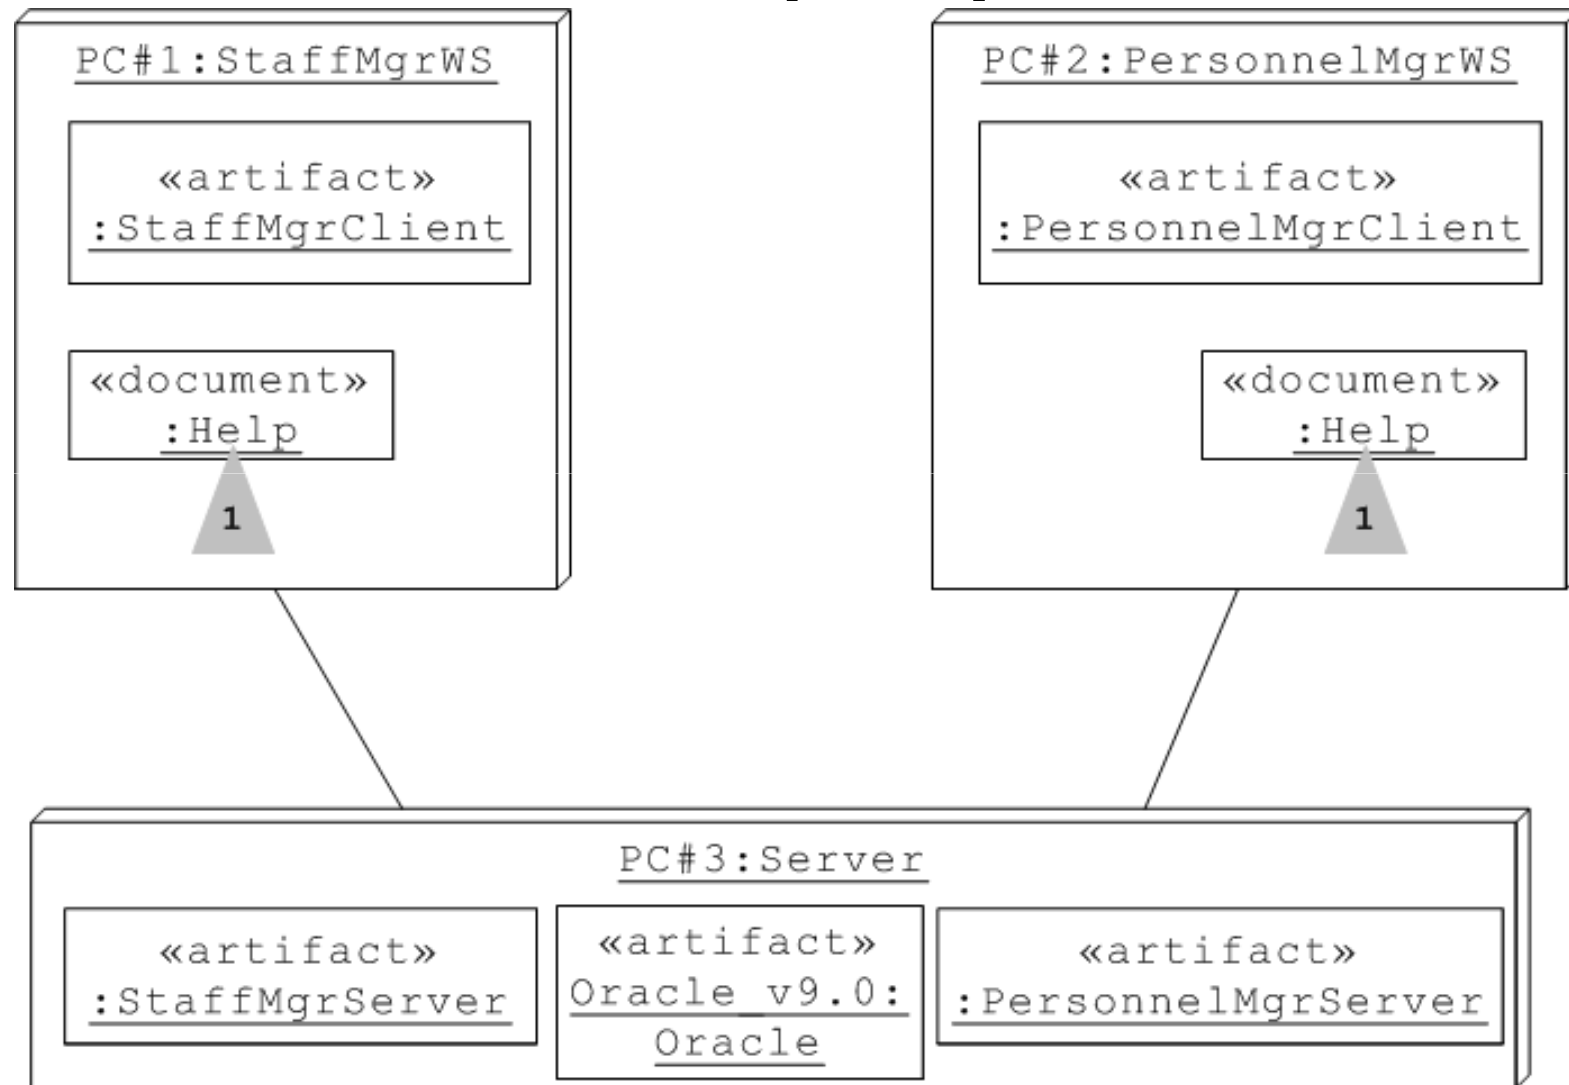 PC#1:StaffMgrWS
«artifact»
:StaffMgrClient
«document»
:Help
1
PC#2:PersonnelMgrWS
«artifact»
:PersonnelMgrClient
«document»
:Help
1
PC#3:Server
«artifact»
:StaffMgrServer
«artifact»
Oracle_v9.0:
Oracle
«artifact»
:PersonnelMgrServer